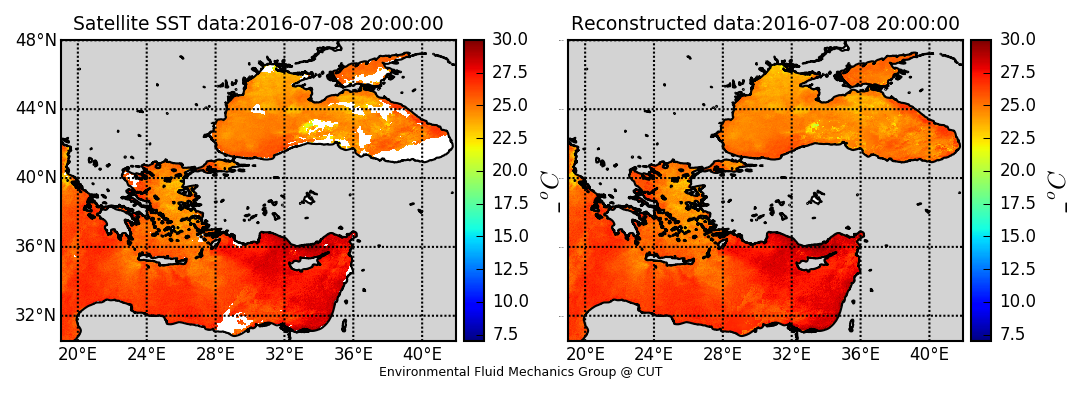 Satellite SST data:2016-07-08 20:00:00
Reconstructed data:2016-07-08 20:00:00
48°N
44°N
40°N
36°N
32°N
20°E 24°E 28°E 32°E 36°E 40°E
30.0
27.5
25.0
22.5
20.0
17.5
15.0
12.5
10.0
7.5
_°C
20°E 24°E 28°E 32°E 36°E 40°E
30.0
27.5
25.0
22.5
20.0
17.5
15.0
12.5
10.0
7.5
_°C
Environmental Fluid Mechanics Group @ CUT